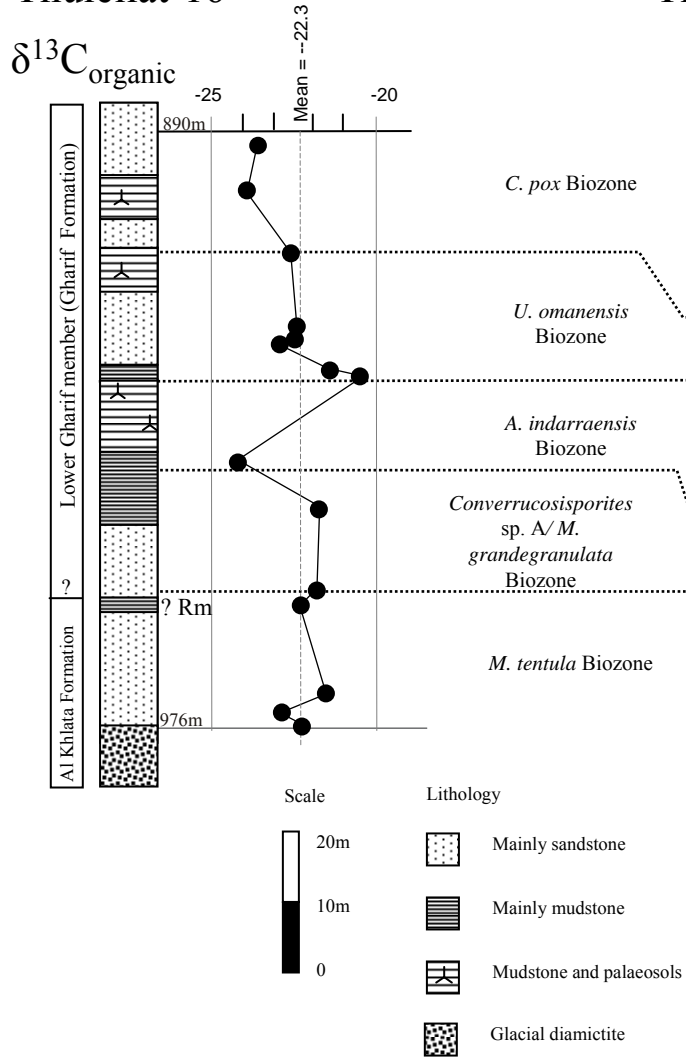 δ13Corganic
-25
Mean = --22.3
-20
890m
Lower Gharif member (Gharif Formation)
C. pox Biozone
U. omanensis
Biozone
A. indarraensis
Biozone
Converrucosisporites
sp. A/ M.
grandegranulata
Biozone
?
? Rm
M. tentula Biozone
Al Khlata Formation
976m
Scale
20m
10m
0
Lithology
Mainly sandstone
Mainly mudstone
Mudstone and palaeosols
Glacial diamictite